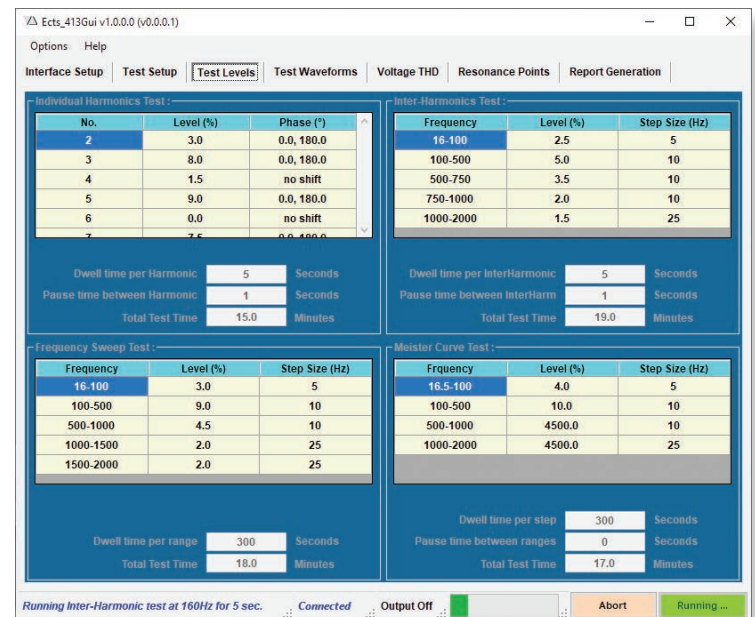 Ects_413Gui v1.0.0.0 (v0.0.0.1)
Options Help
Interface Setup Test Setup Test Levels Test Waveforms Voltage THD Resonance Points Report Generation
Individual Harmonics Test :
No. Level (%) Phase (°)
2 3.0 0.0, 180.0
3 8.0 0.0, 180.0
4 1.5 no shift
5 9.0 0.0, 180.0
6 0.0 no shift
7 7.5 0.0, 180.0
Dwell time per Harmonic 5 Seconds
Pause time between Harmonic 1 Seconds
Total Test Time 15.0 Minutes
Inter-Harmonics Test :
Frequency Level (%) Step Size (Hz)
16-100 2.5 5
100-500 5.0 10
500-750 3.5 10
750-1000 2.0 10
1000-2000 1.5 25
Dwell time per InterHarmonic 5 Seconds
Pause time between InterHarm 1 Seconds
Total Test Time 19.0 Minutes
Frequency Sweep Test :
Frequency Level (%) Step Size (Hz)
16-100 3.0 5
100-500 9.0 10
500-1000 4.5 10
1000-1500 2.0 25
1500-2000 2.0 25
Dwell time per range 300 Seconds
Total Test Time 18.0 Minutes
Meister Curve Test :
Frquency Level (%) Step Size (Hz)
16.5-100 4.0 5
100-500 10.0 10
500-1000 4500.0 10
1000-2000 4500.0 25
Dwell time per step 300 Seconds
Pause time between ranges 0 Seconds
Total Test Time 17.0 Minutes
Running Inter-Harmonic test at 160Hz for 5 sec. Connected Output Off Abort Running ...